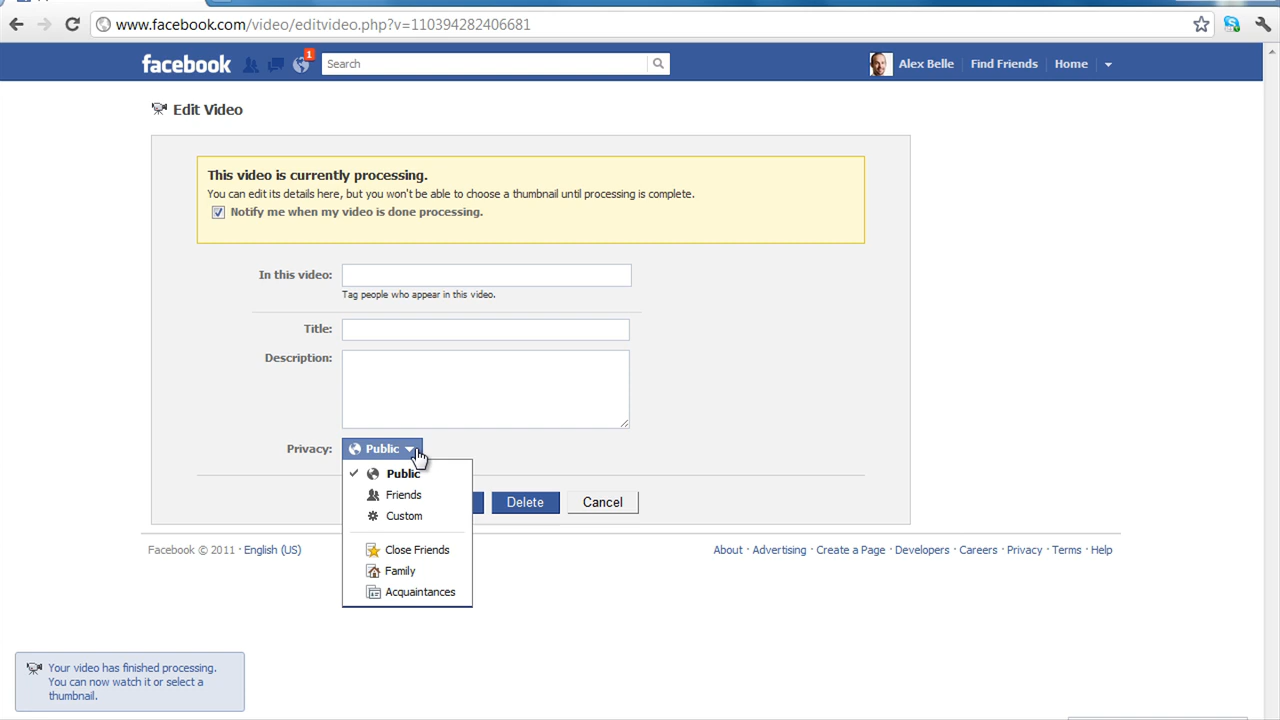 www.facebook.com/video/editvideo.php?v=110394282406681
facebook 1 Search Alex Belle Find Friends Home
Edit Video
This video is currently processing.
You can edit its details here, but you won't be able to choose a thumbnail until processing is complete.
Notify me when my video is done processing.
In this video:
Tag people who appear in this video.
Title:
Description:
Privacy: Public
Public
Friends
Custom
Delete Cancel
Close Friends
Family
Acquaintances
Facebook © 2011 · English (US)
About · Advertising · Create a Page · Developers · Careers · Privacy · Terms · Help
Your video has finished processing.
You can now watch it or select a
thumbnail.